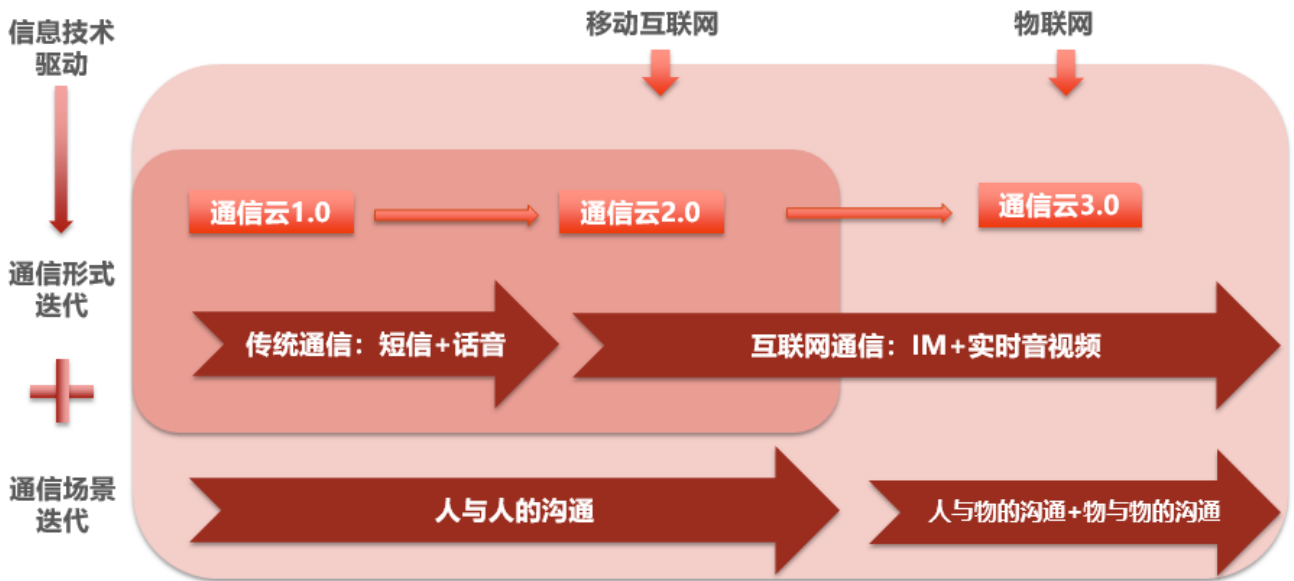 信息技术
驱动
移动互联网
物联网
通信云1.0
通信云2.0
通信云3.0
通信形式
迭代
传统通信：短信+话音
互联网通信：IM+实时音视频
通信场景
迭代
人与人的沟通
人与物的沟通+物与物的沟通